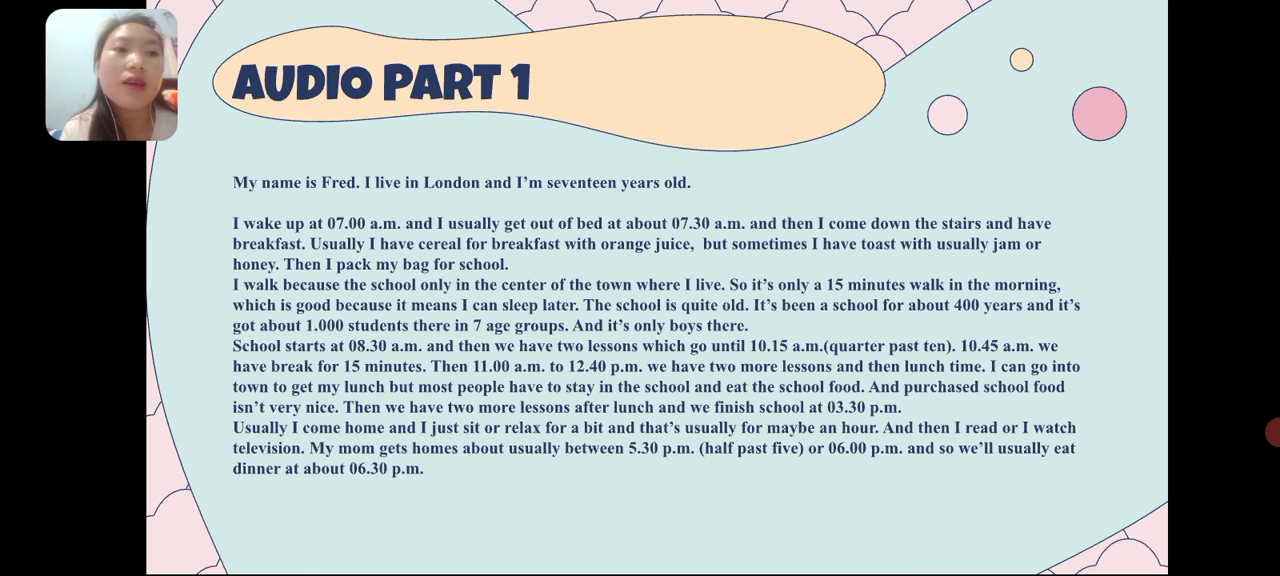 AUDIO PART 1
My name is Fred. I live in London and I'm seventeen years old.
I wake up at 07.00 a.m. and I usually get out of bed at about 07.30 a.m. and then I come down the stairs and have
breakfast. Usually I have cereal for breakfast with orange juice,  but sometimes I have toast with usually jam or
honey. Then I pack my bag for school.
I walk because the school only in the center of the town where I live. So it's only a 15 minutes walk in the morning,
which is good because it means I can sleep later. The school is quite old. It's been a school for about 400 years and it's
got about 1.000 students there in 7 age groups. And it's only boys there.
School starts at 08.30 a.m. and then we have two lessons which go until 10.15 a.m.(quarter past ten). 10.45 a.m. we
have break for 15 minutes. Then 11.00 a.m. to 12.40 p.m. we have two more lessons and then lunch time. I can go into
town to get my lunch but most people have to stay in the school and eat the school food. And purchased school food
isn't very nice. Then we have two more lessons after lunch and we finish school at 03.30 p.m.
Usually I come home and I just sit or relax for a bit and that's usually for maybe an hour. And then I read or I watch
television. My mom gets homes about usually between 5.30 p.m. (half past five) or 06.00 p.m. and so we'll usually eat
dinner at about 06.30 p.m.